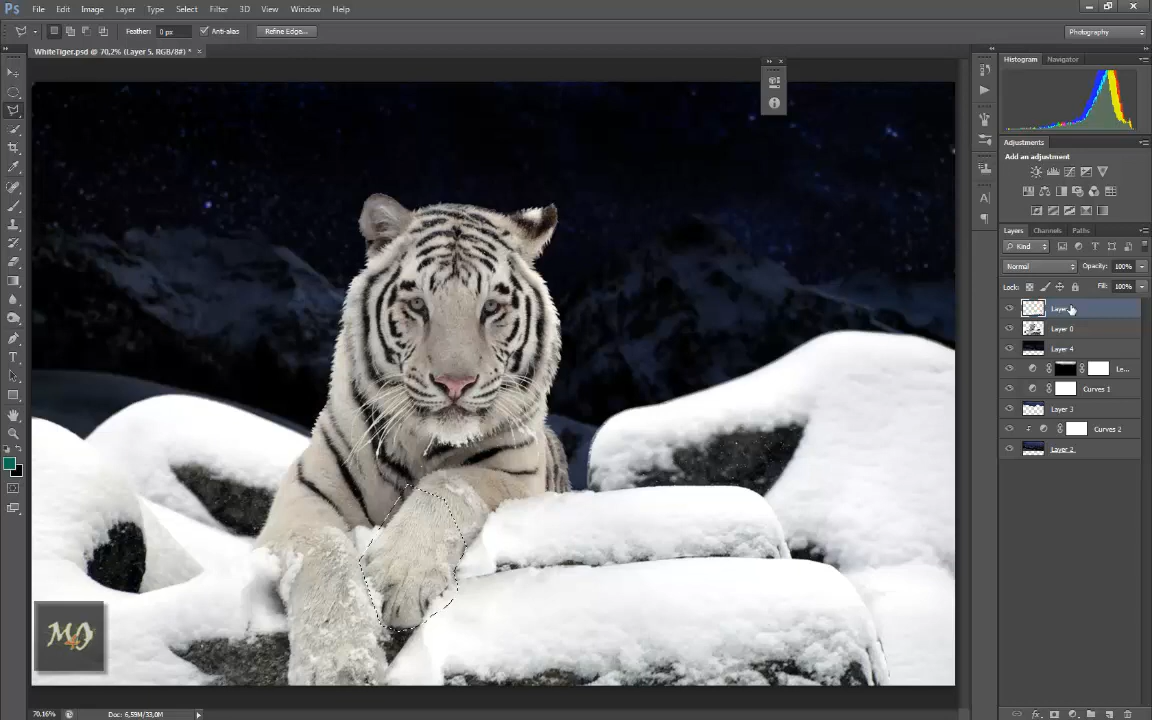 Ps File Edit Image Layer Type Select Filter 3D View Window Help
Feather: 0 px Anti-alias Refine Edge... Photography
WhiteTiger.psd @ 70,2% (Layer 5, RGB/8#) * ×
Histogram Navigator
Adjustments
Add an adjustment
Layers Channels Paths
Kind
Normal Opacity: 100%
Lock: Fill: 100%
Layer
Layer 0
Layer 4
Le...
Curves 1
Layer 3
Curves 2
Layer 2
70.16% Doc: 6,59M/33,0M